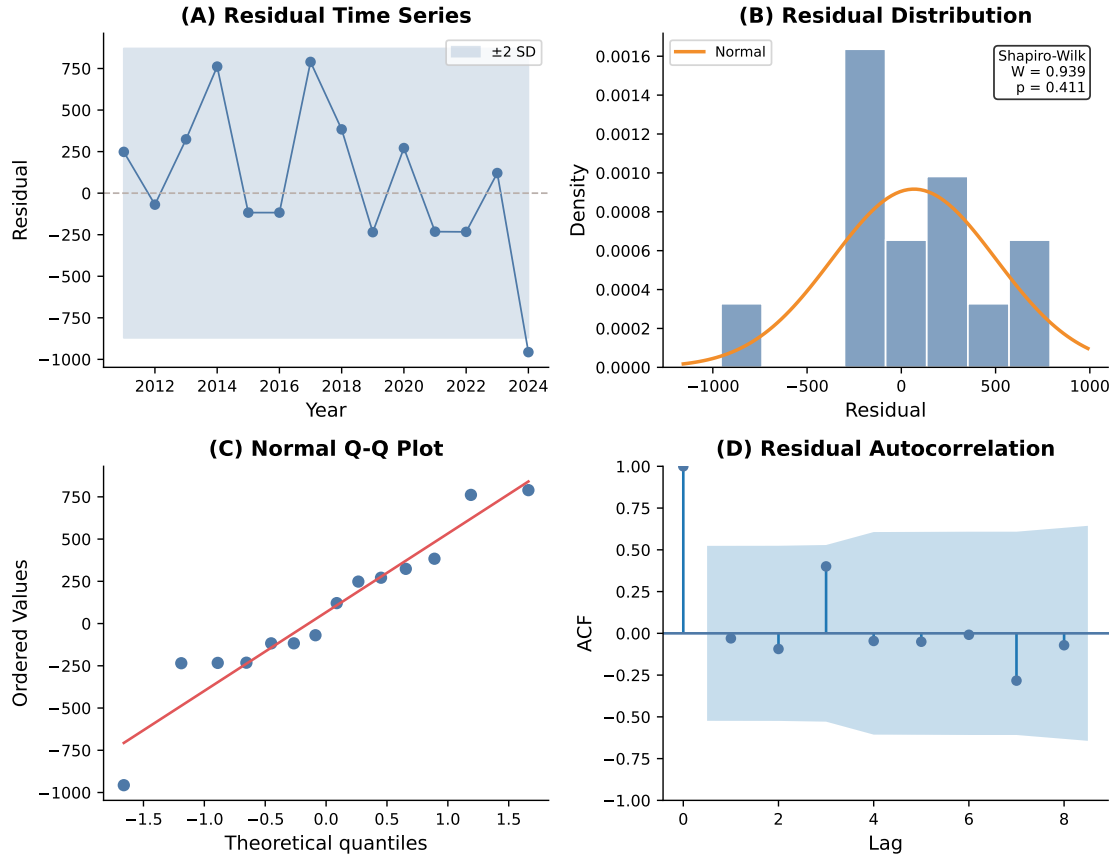 (A) Residual Time Series
±2 SD
750
500
250
0
−250
−500
−750
−1000
Residual
2012 2014 2016 2018 2020 2022 2024
Year
(B) Residual Distribution
Normal
Shapiro-Wilk
W = 0.939
p = 0.411
0.0016
0.0014
0.0012
0.0010
0.0008
0.0006
0.0004
0.0002
0.0000
Density
−1000 −500 0 500 1000
Residual
(C) Normal Q-Q Plot
750
500
250
0
−250
−500
−750
−1000
Ordered Values
−1.5 −1.0 −0.5 0.0 0.5 1.0 1.5
Theoretical quantiles
(D) Residual Autocorrelation
1.00
0.75
0.50
0.25
0.00
−0.25
−0.50
−0.75
−1.00
ACF
0 2 4 6 8
Lag